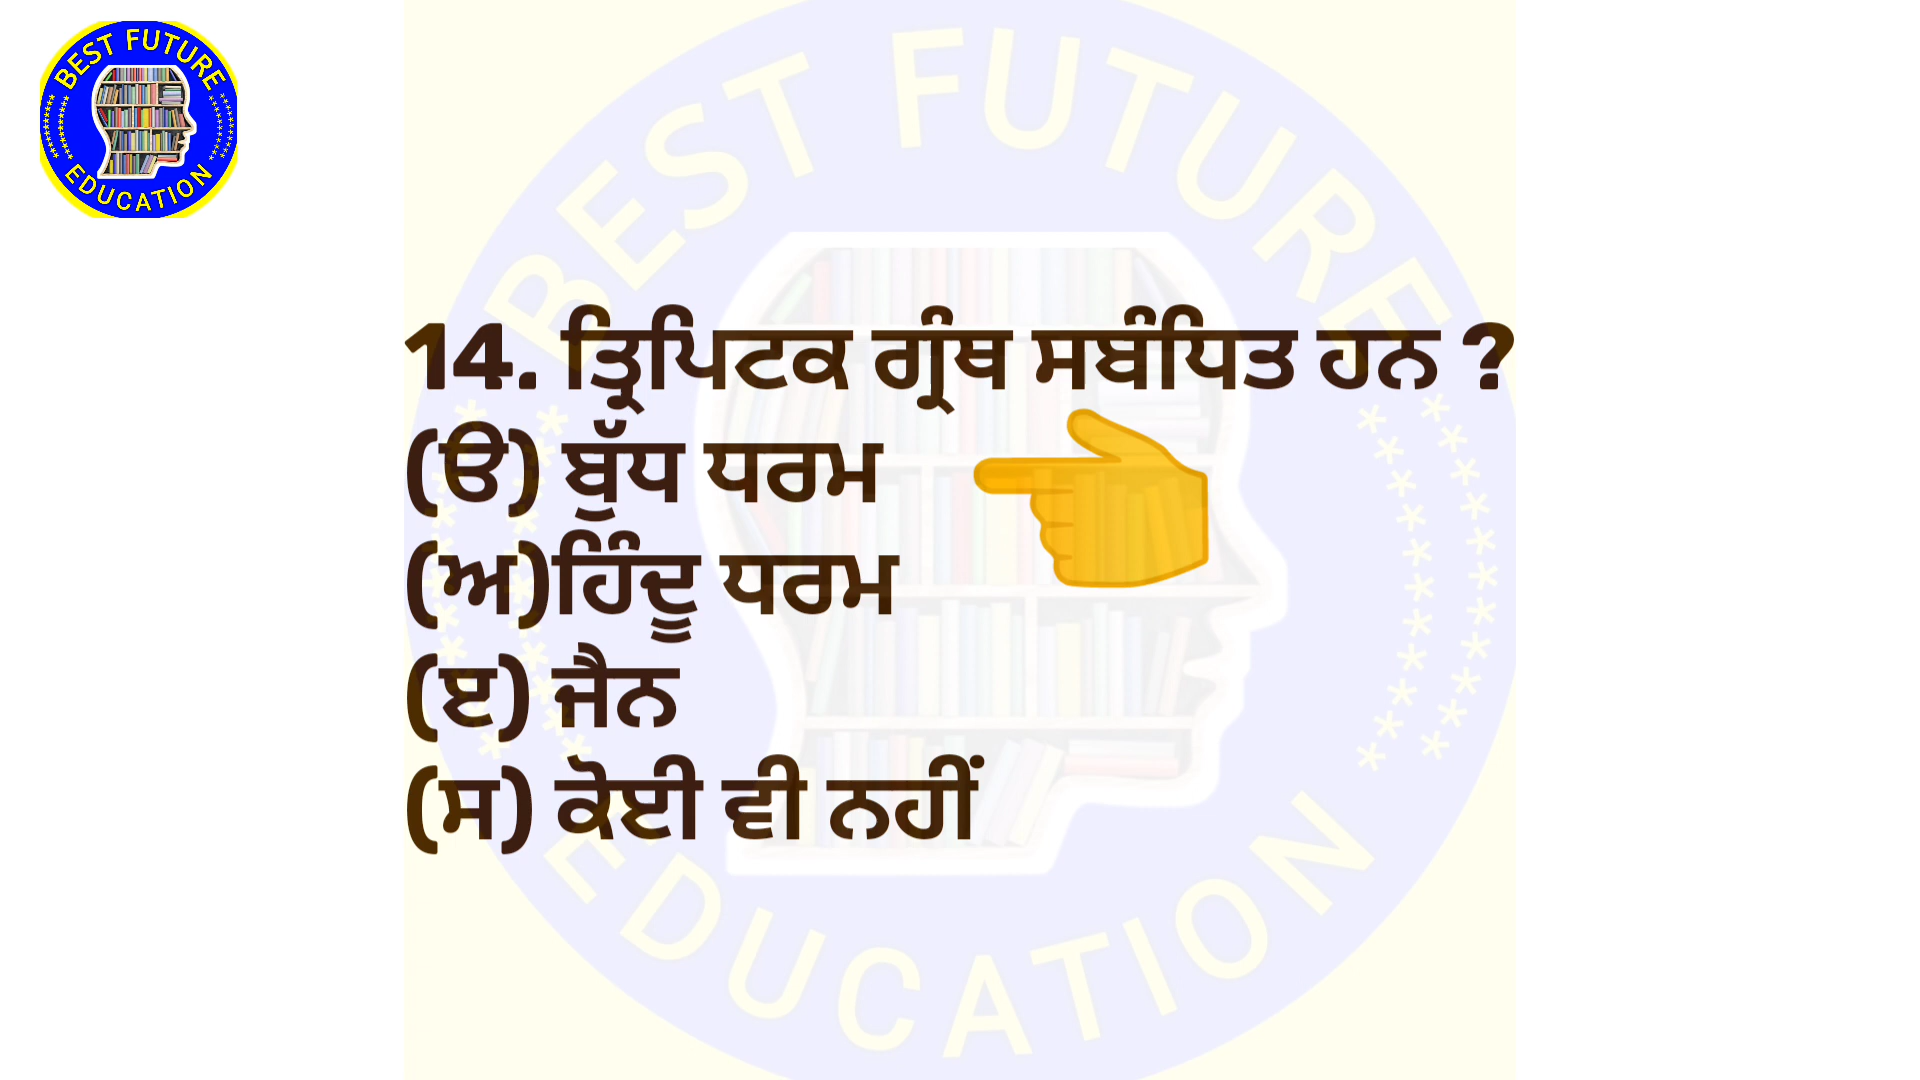 BEST FUTURE
EDUCATION
BEST FUTURE
14. ਤ੍ਰਿਪਿਟਕ ਗ੍ਰੰਥ ਸਬੰਧਿਤ ਹਨ ?
(ੳ) ਬੁੱਧ ਧਰਮ
(ਅ)ਹਿੰਦੂ ਧਰਮ
(ੲ) ਜੈਨ
(ਸ) ਕੋਈ ਵੀ ਨਹੀਂ
EDUCATION